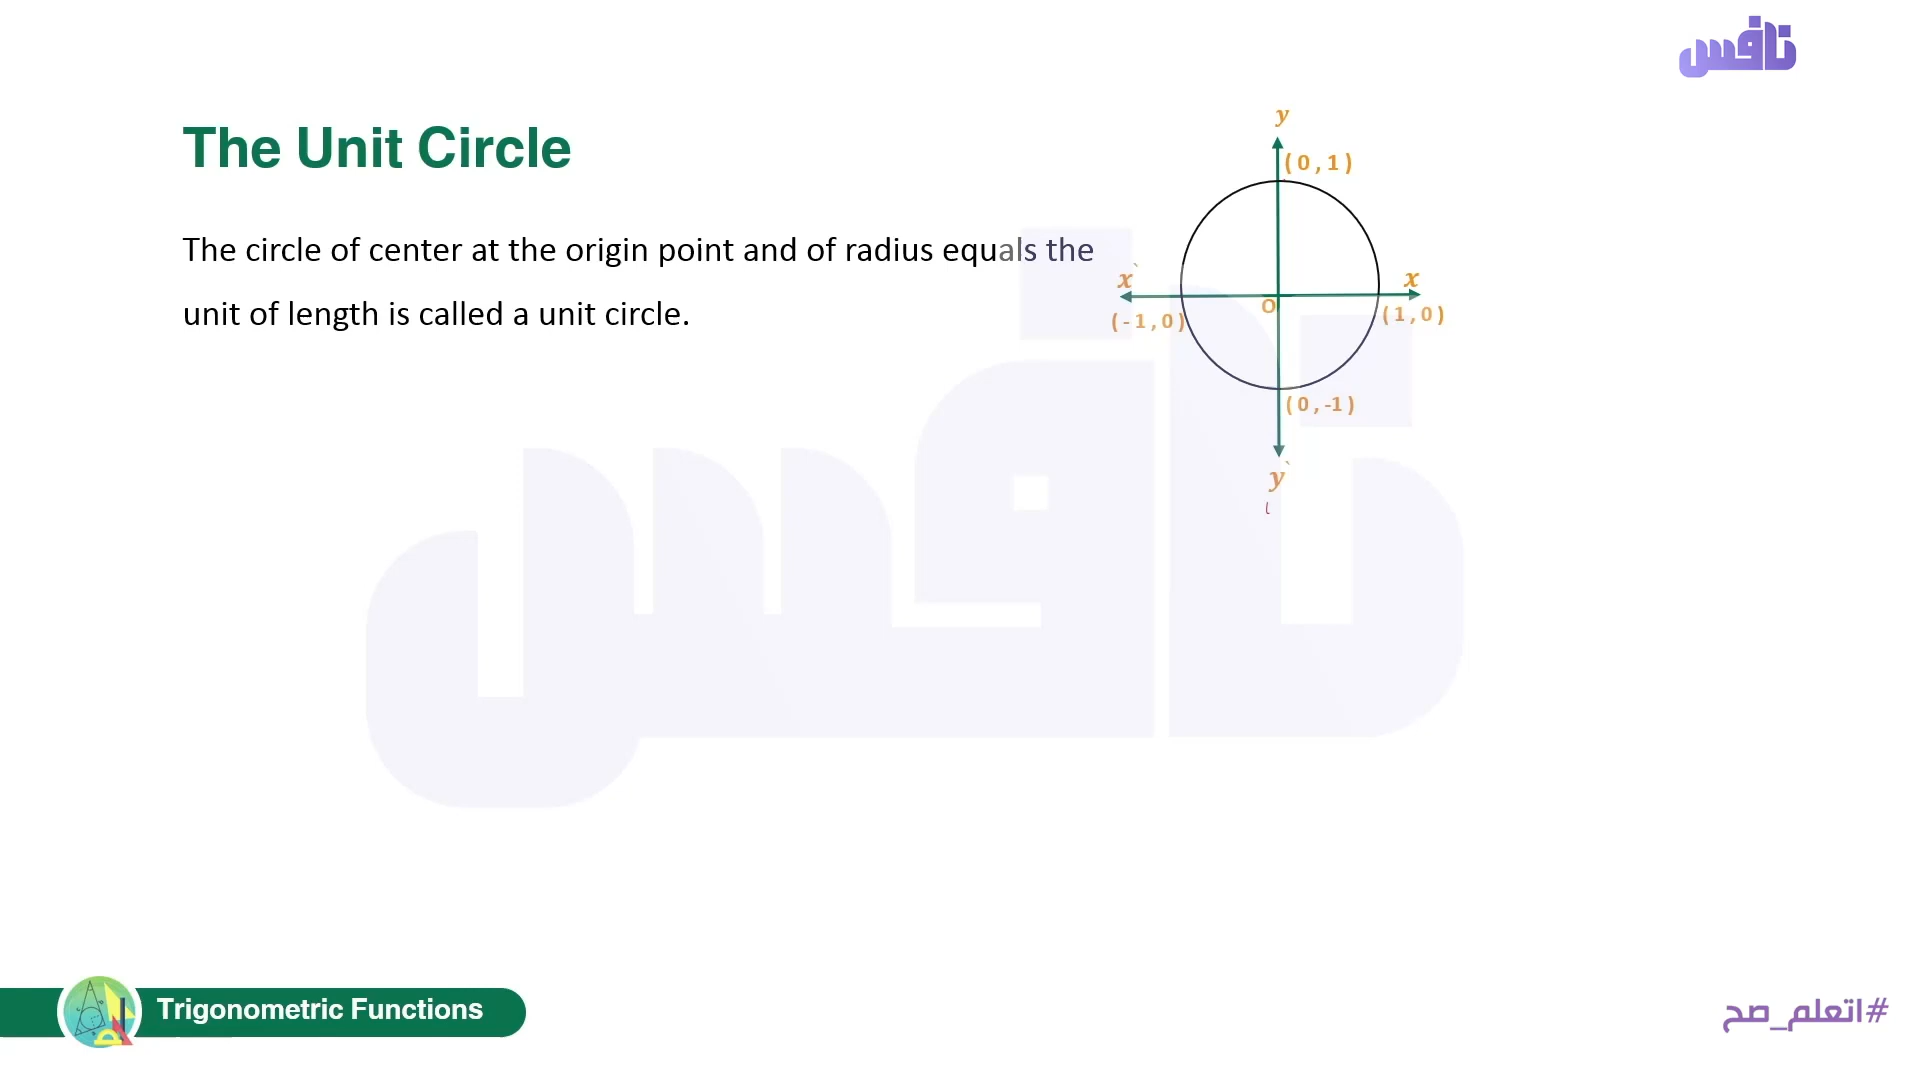 نافس
The Unit Circle
The circle of center at the origin point and of radius equals the
unit of length is called a unit circle.
y
( 0 , 1 )
x`
x
O
( - 1 , 0 )
( 1 , 0 )
( 0 , -1 )
y`
نافس
Trigonometric Functions
#اتعلم_صح